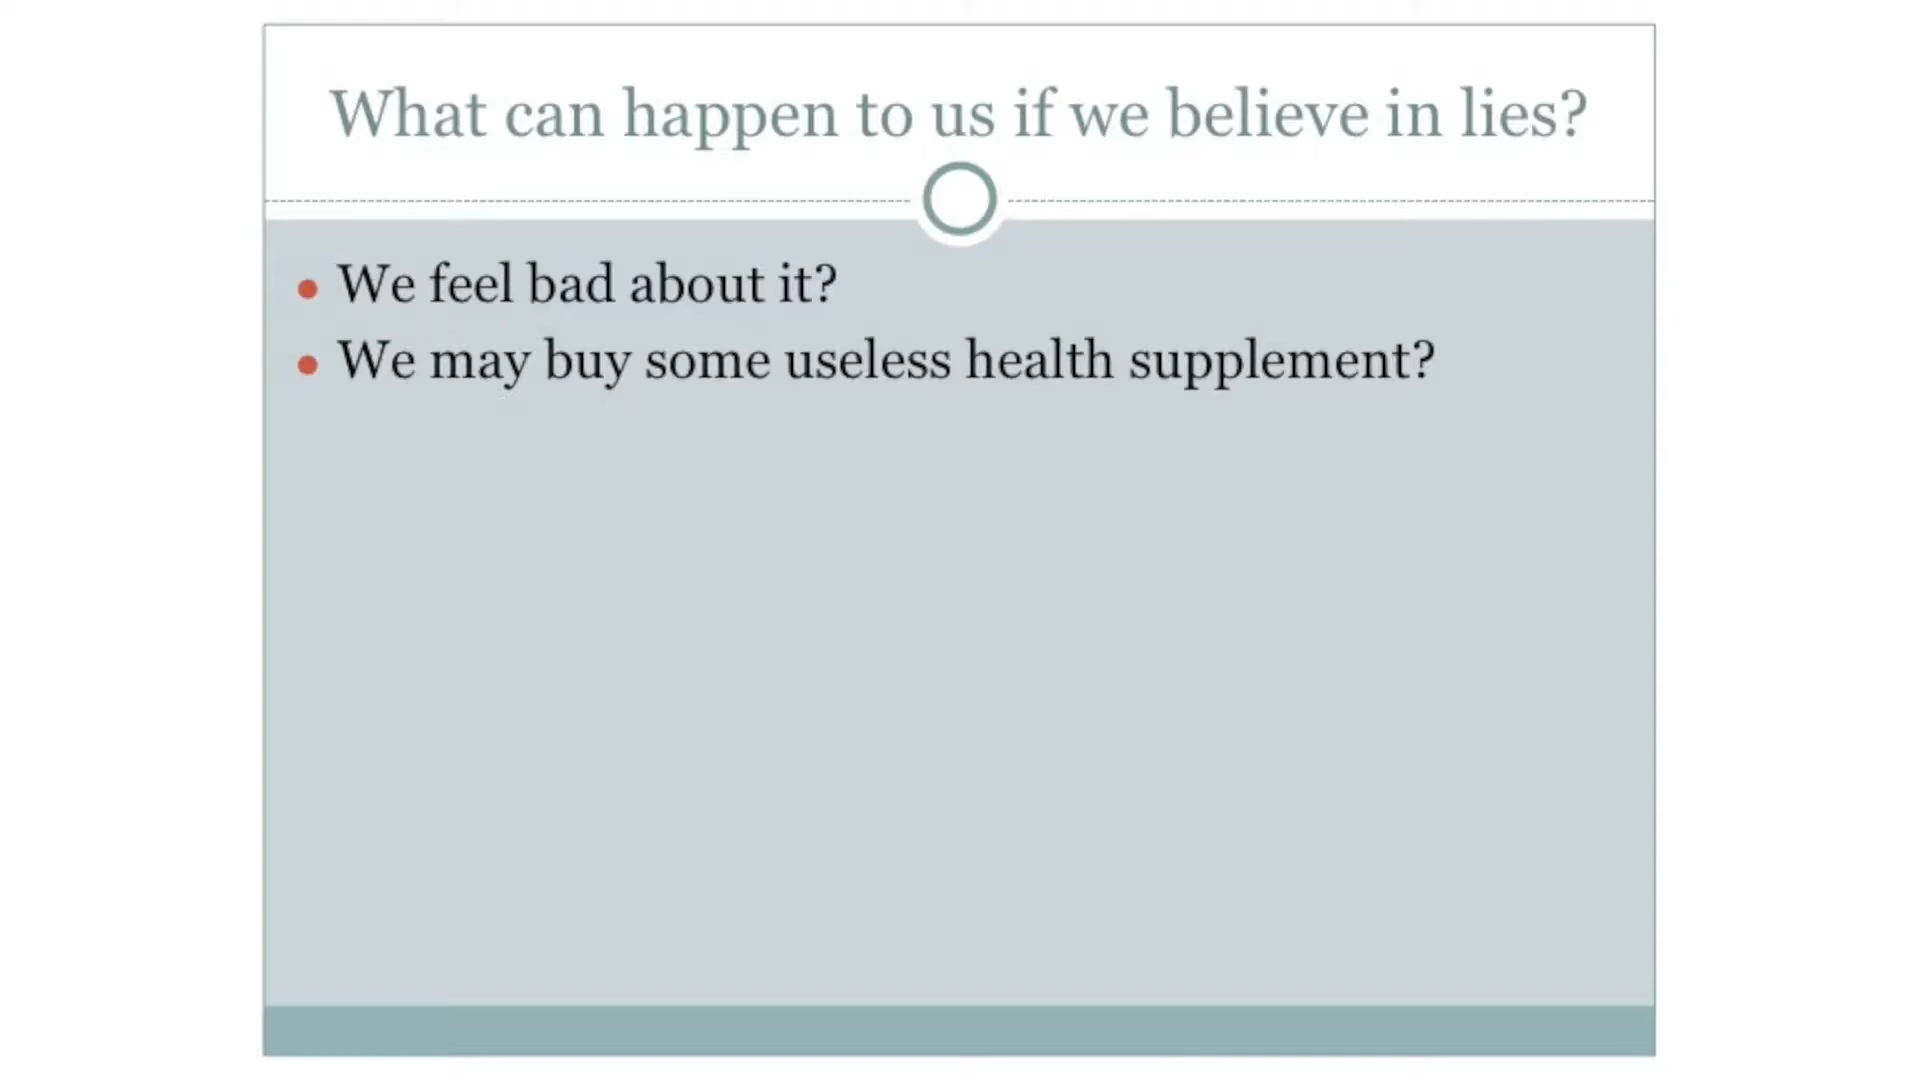 What can happen to us if we believe in lies?
We feel bad about it?
We may buy some useless health supplement?